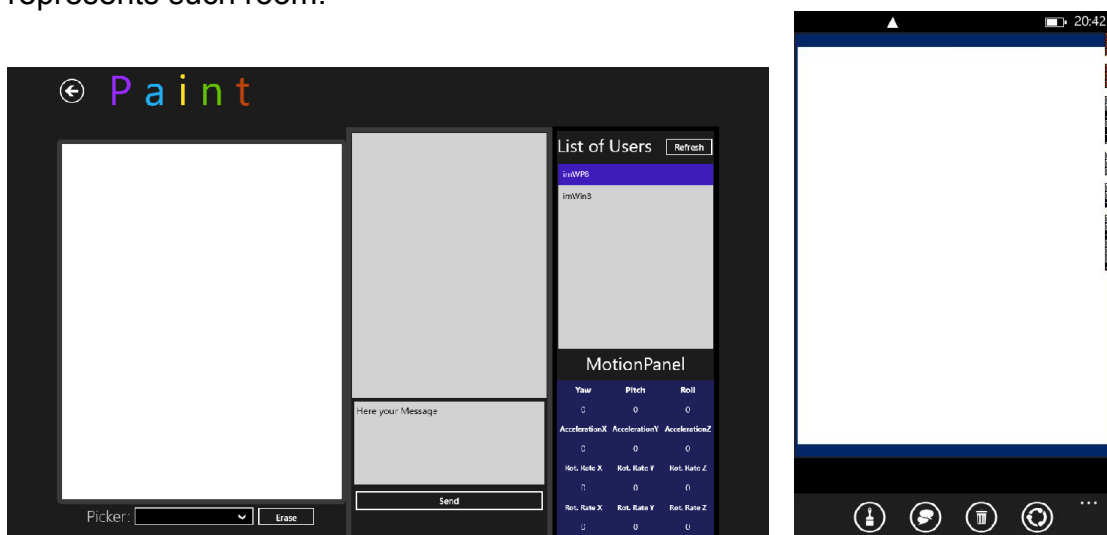 represents such room.
20:42
P a i n t
List of Users Refresh
imWP8
imWin8
MotionPanel
Yaw Pitch Roll
0 0 0
AccelerationX AccelerationY AccelerationZ
0 0 0
Rot. Rate X Rot. Rate Y Rot. Rate Z
0 0 0
Rot. Rate X Rot. Rate Y Rot. Rate Z
0 0 0
Here your Message
Send
Picker: Erase
...